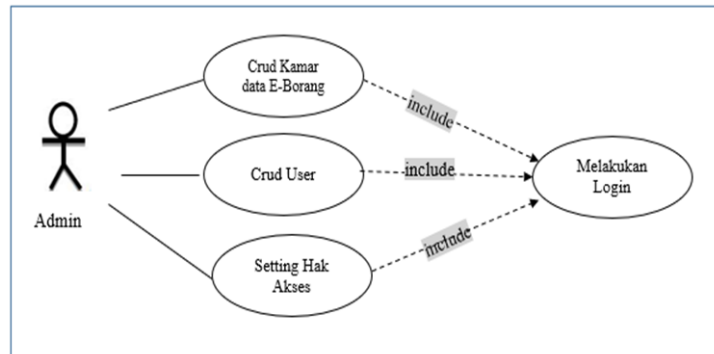 Crud Kamar
data E-Borang
include
Crud User
include
Melakukan
Login
Admin
Setting Hak
Akses
include